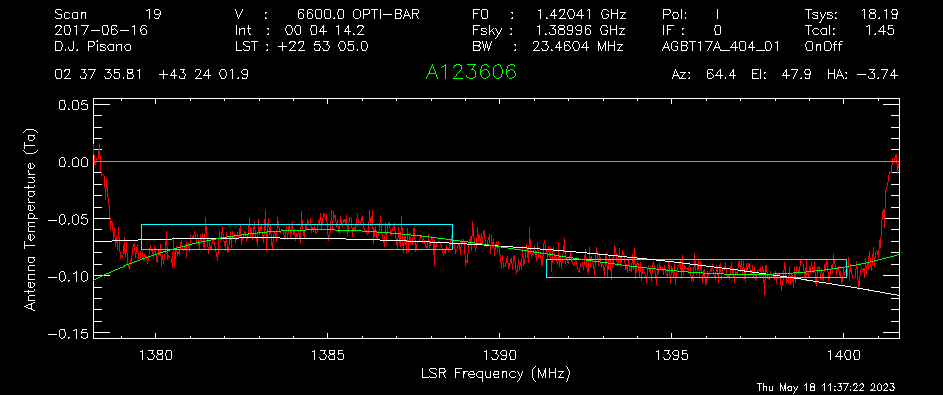 Scan 19 V : 6600.0 OPTI-BAR F0 : 1.42041 GHz Pol: I Tsys: 18.19
2017-06-16 Int : 00 04 14.2 Fsky : 1.38996 GHz IF : 0 Tcal: 1.45
D.J. Pisano LST : +22 53 05.0 BW : 23.4604 MHz AGBT17A_404_01 OnOff
02 37 35.81 +43 24 01.9 A123606 Az: 64.4 El: 47.9 HA: -3.74
0.05
0.00
-0.05
-0.10
-0.15
Antenna Temperature (Ta)
1380 1385 1390 1395 1400
LSR Frequency (MHz)
Thu May 18 11:37:22 2023